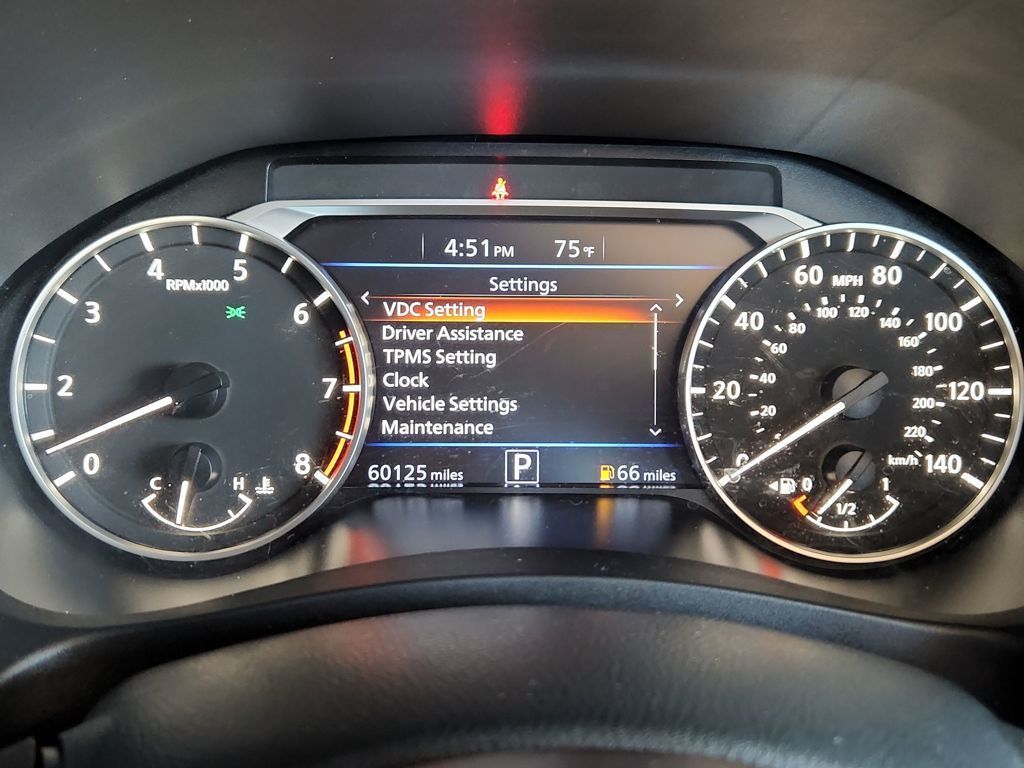 4:51PM 75°F
Settings
VDC Setting
Driver Assistance
TPMS Setting
Clock
Vehicle Settings
Maintenance
60125 miles P 66 miles
0 2 3 4 5 6 7 8
RPMx1000
C H
0 20 40 60 80 100 120 140
MPH
20 40 60 80 100 120 140 160 180 200 220
km/h
0 1/2 1